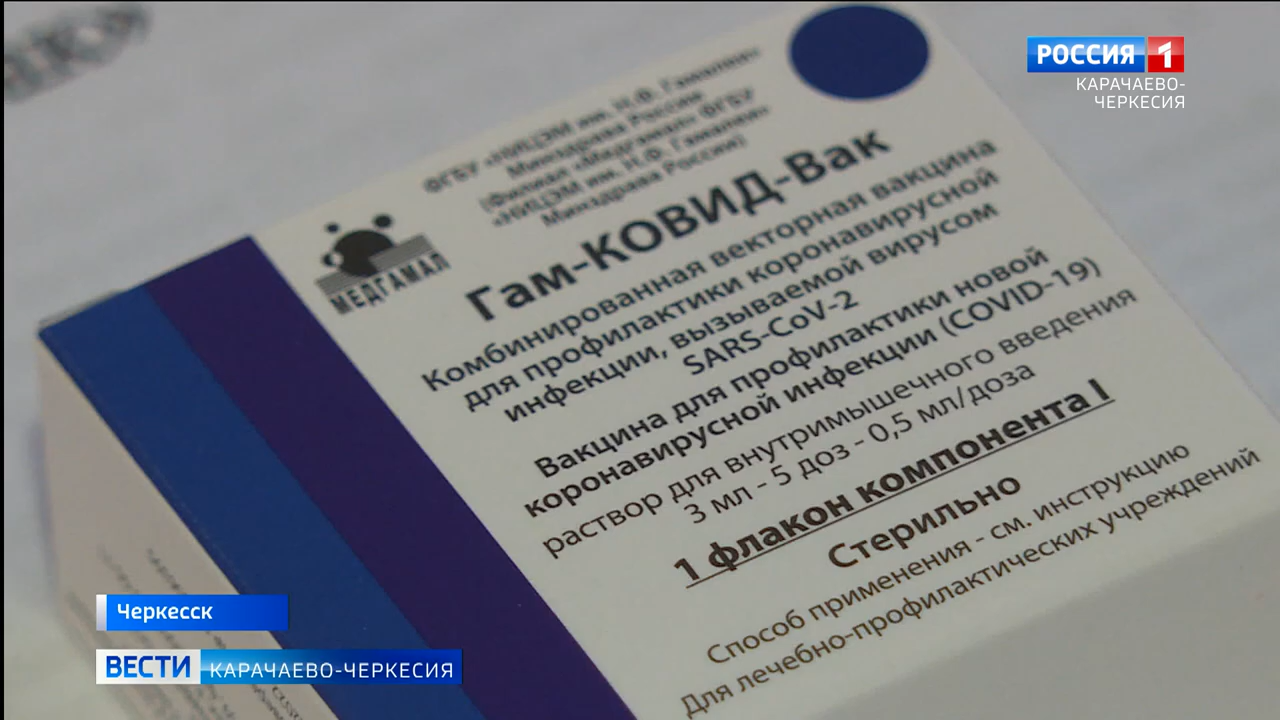 РОССИЯ 1
КАРАЧАЕВО-
ЧЕРКЕСИЯ
ФГБУ «НИЦЭМ им. Н.Ф. Гамалеи»
Минздрава России
(Филиал «Медгамал» ФГБУ
«НИЦЭМ им. Н.Ф. Гамалеи»
Минздрава России)
МЕДГАМАЛ
Гам-КОВИД-Вак
Комбинированная векторная вакцина
для профилактики коронавирусной
инфекции, вызываемой вирусом
SARS-CoV-2
Вакцина для профилактики новой
коронавирусной инфекции (COVID-19)
раствор для внутримышечного введения
3 мл - 5 доз - 0,5 мл/доза
1 флакон компонента I
Стерильно
Способ применения - см. инструкцию
Для лечебно-профилактических учреждений
Черкесск
ВЕСТИ КАРАЧАЕВО-ЧЕРКЕСИЯ